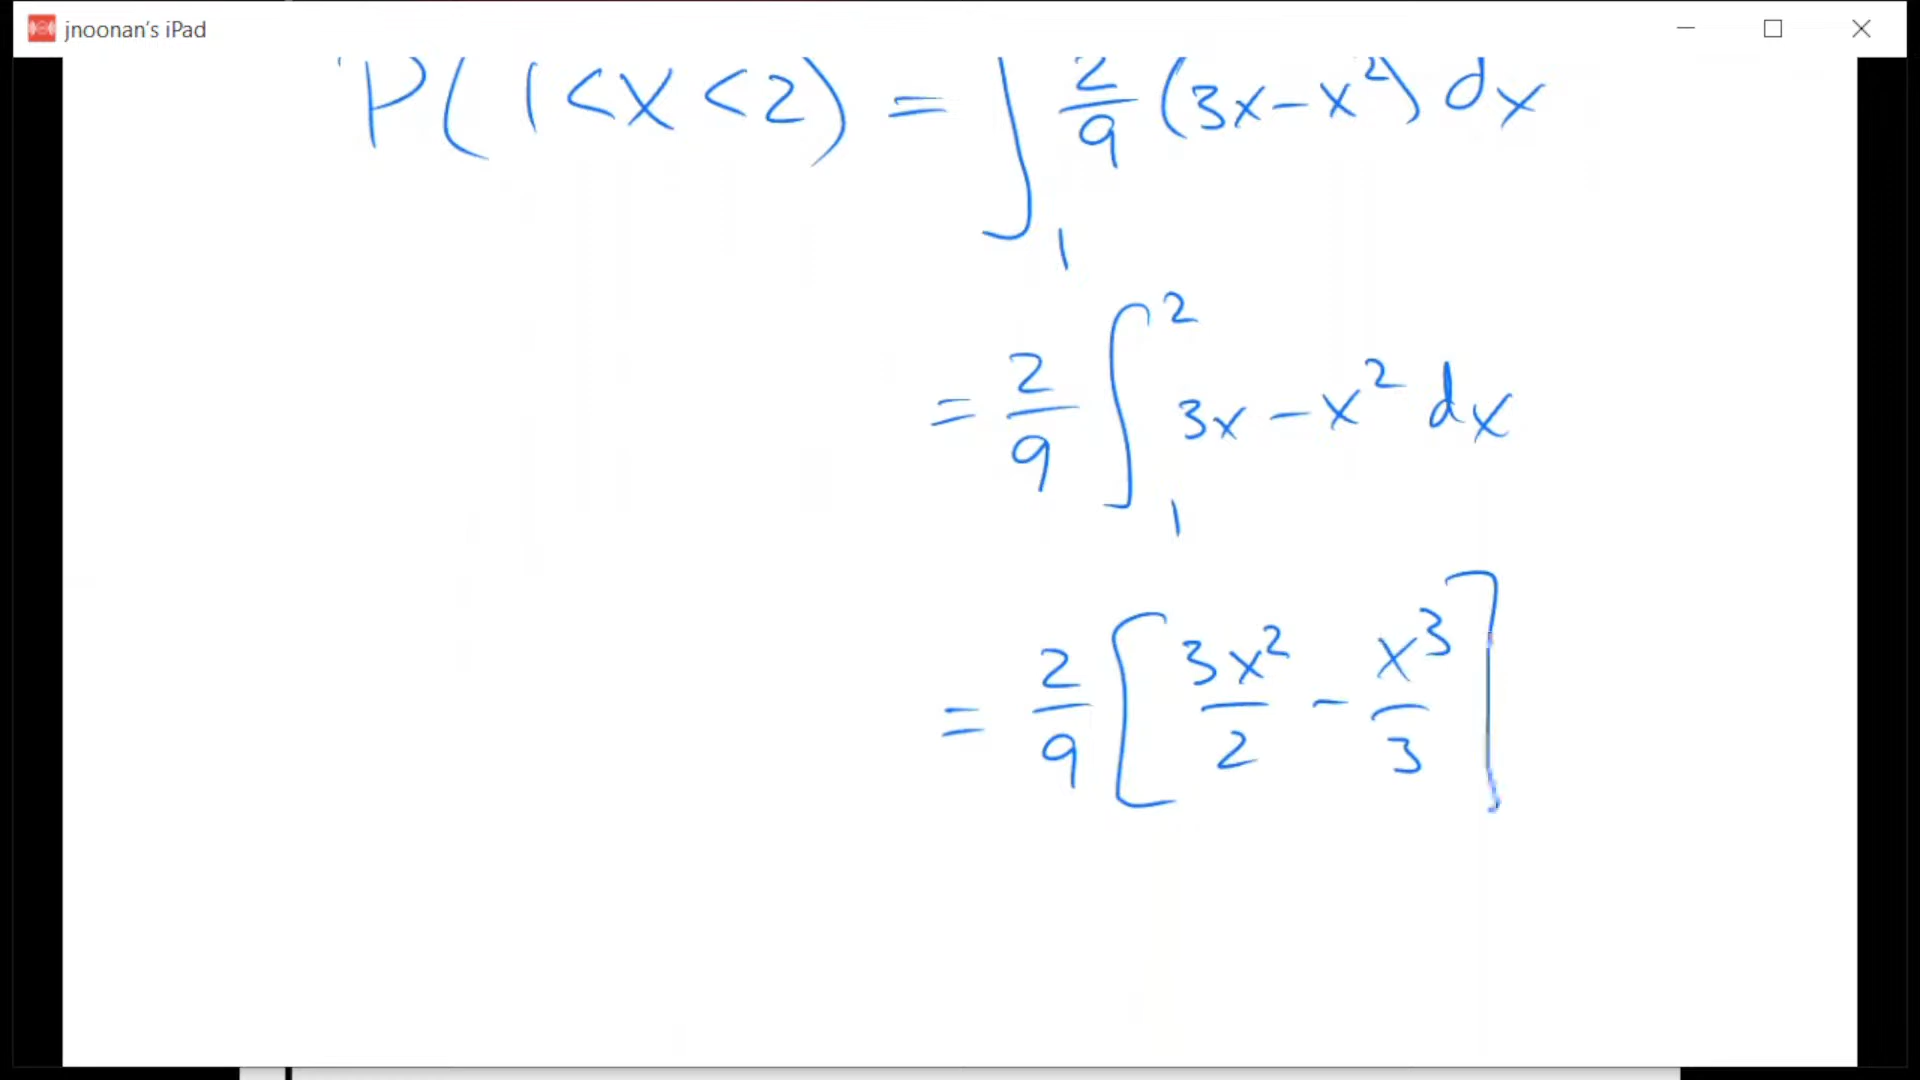 jnoonan's iPad
P(1<X<2) = ∫₁ 2/9 (3x-x²) dx
= 2/9 ∫₁² 3x-x² dx
= 2/9 [3x²/2 - x³/3]